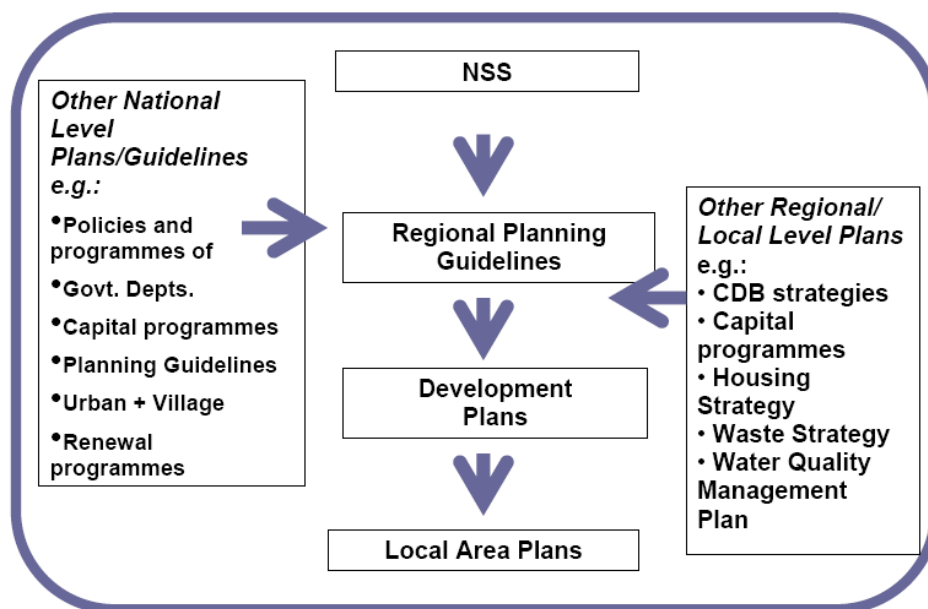 NSS
Other National
Level
Plans/Guidelines
e.g.:
•Policies and
programmes of
•Govt. Depts.
•Capital programmes
•Planning Guidelines
•Urban + Village
•Renewal
programmes
Regional Planning
Guidelines
Other Regional/
Local Level Plans
e.g.:
• CDB strategies
• Capital
programmes
• Housing
Strategy
• Waste Strategy
• Water Quality
Management
Plan
Development
Plans
Local Area Plans